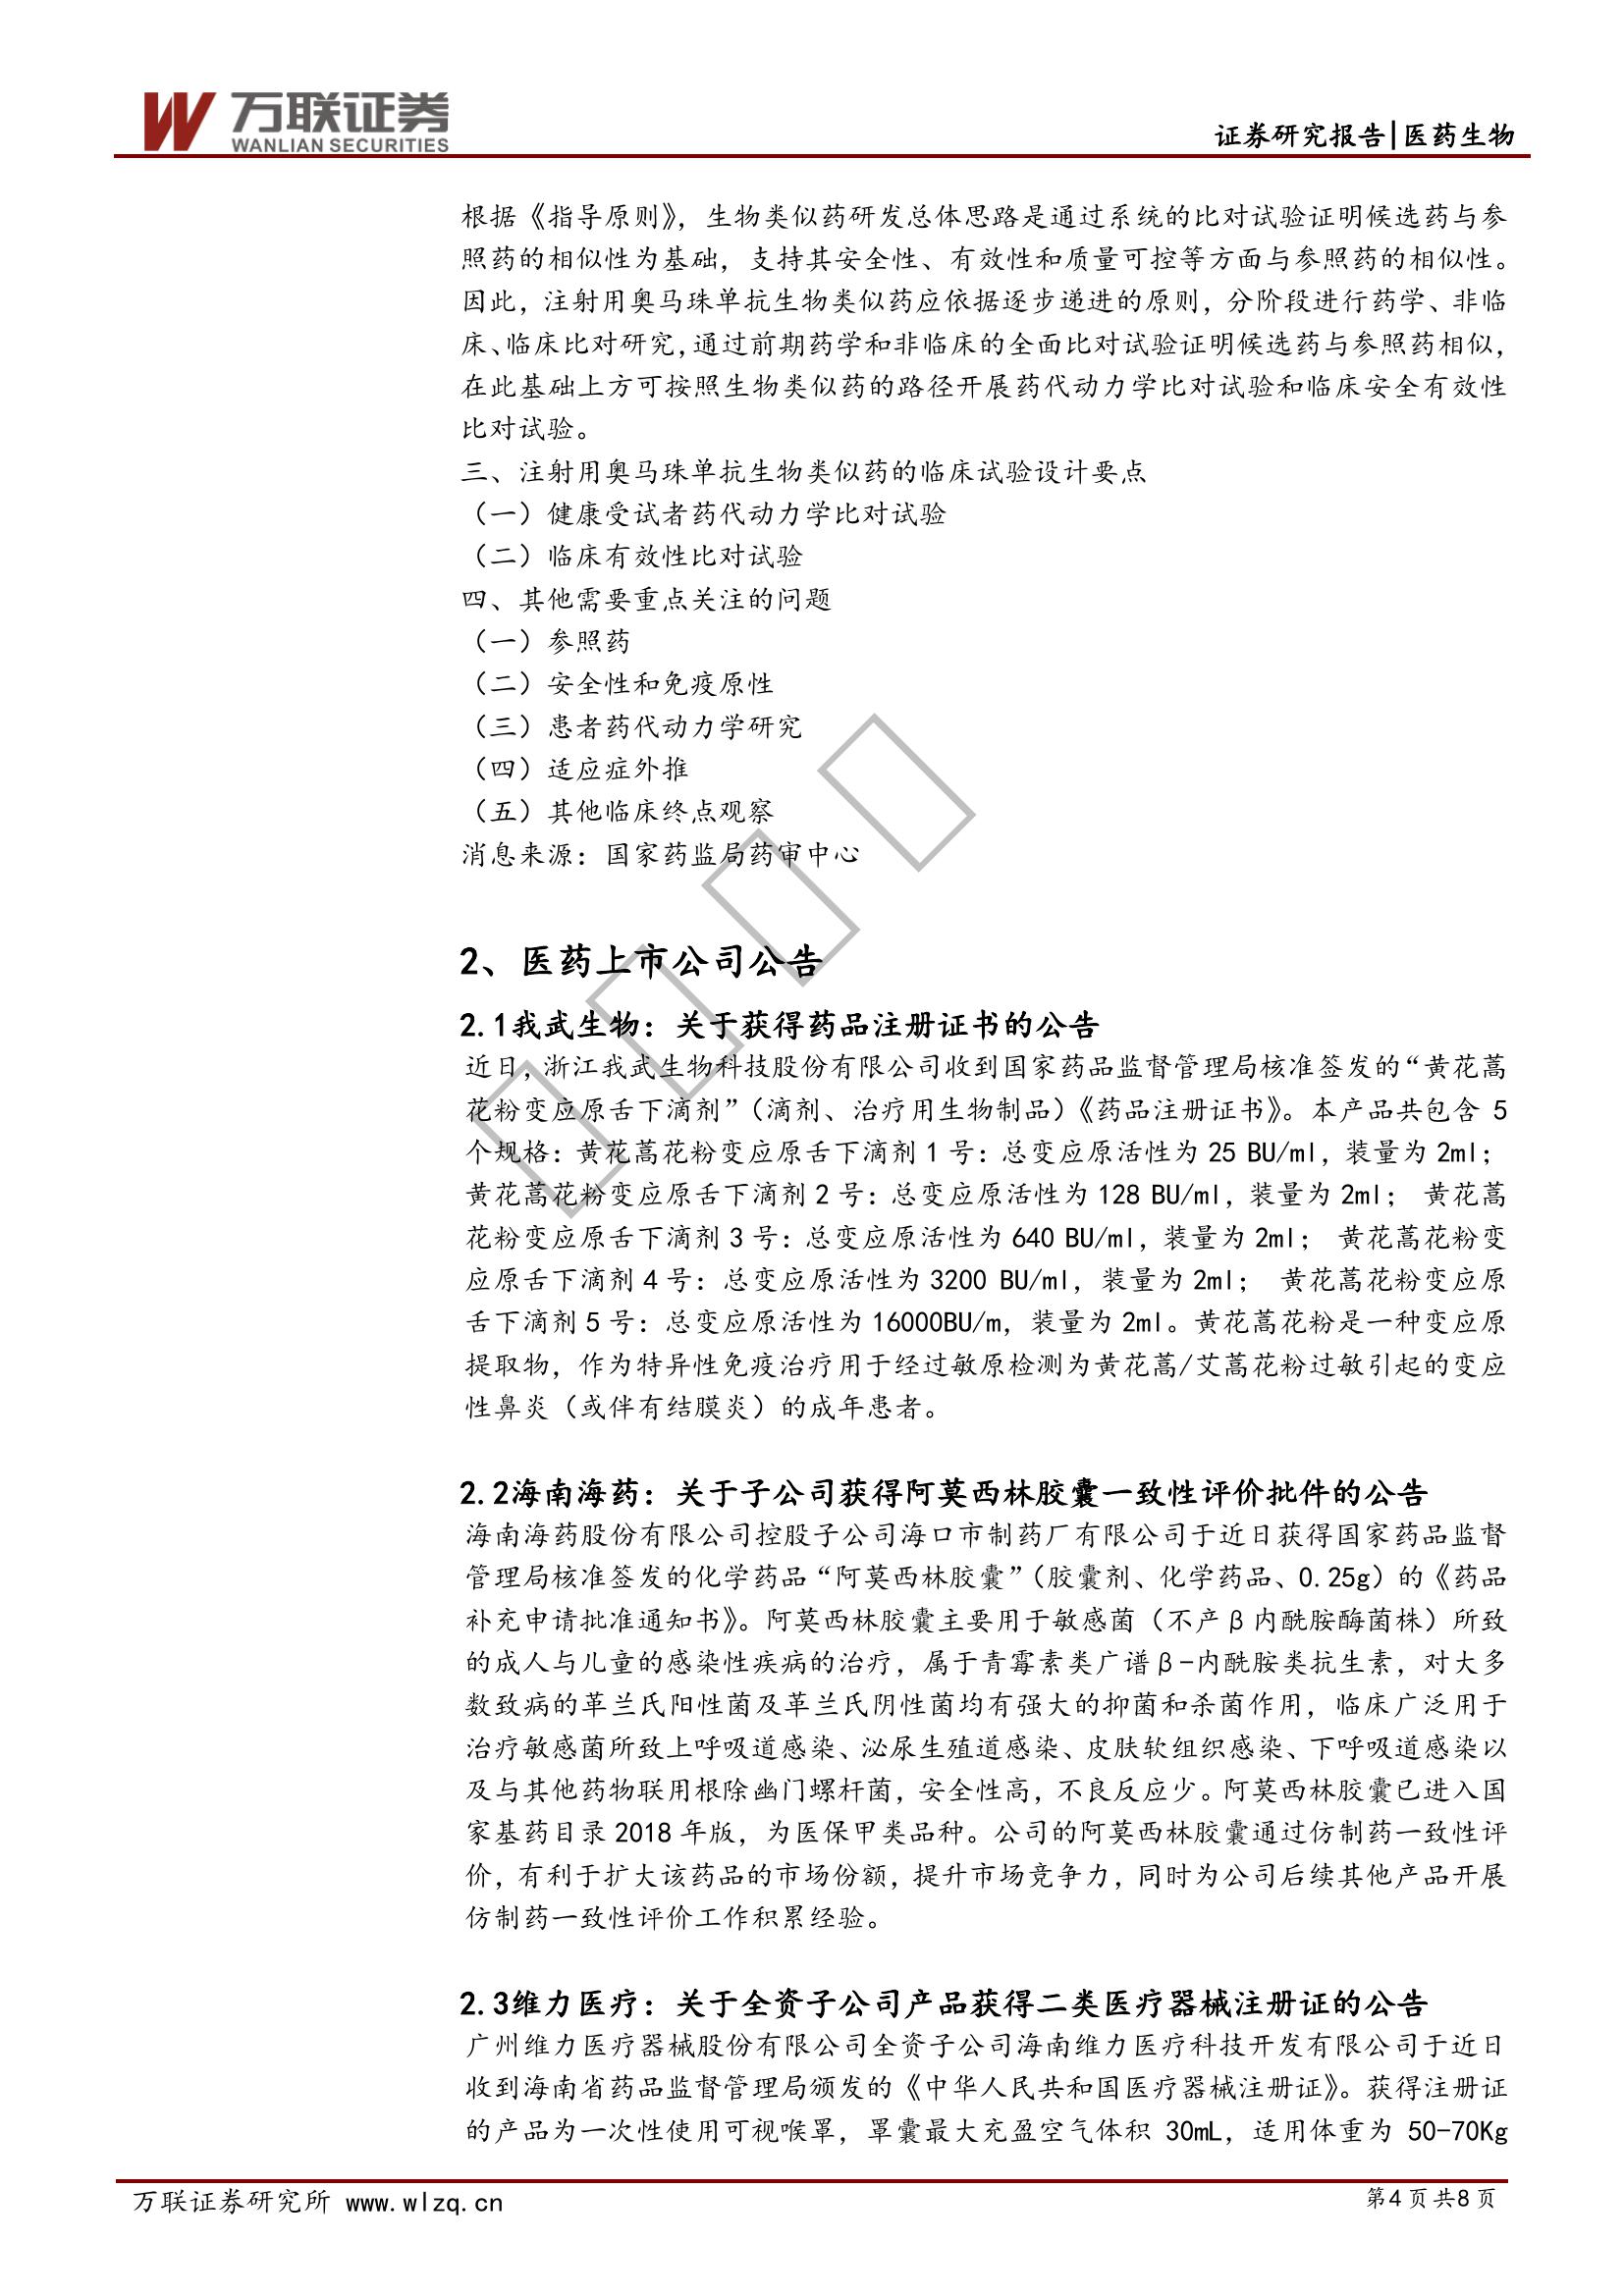 万联证券
WANLIAN SECURITIES
证券研究报告|医药生物
根据《指导原则》，生物类似药研发总体思路是通过系统的比对试验证明候选药与参
照药的相似性为基础，支持其安全性、有效性和质量可控等方面与参照药的相似性。
因此，注射用奥马珠单抗生物类似药应依据逐步递进的原则，分阶段进行药学、非临
床、临床比对研究，通过前期药学和非临床的全面比对试验证明候选药与参照药相似，
在此基础上方可按照生物类似药的路径开展药代动力学比对试验和临床安全有效性
比对试验。
三、注射用奥马珠单抗生物类似药的临床试验设计要点
（一）健康受试者药代动力学比对试验
（二）临床有效性比对试验
四、其他需要重点关注的问题
（一）参照药
（二）安全性和免疫原性
（三）患者药代动力学研究
（四）适应症外推
（五）其他临床终点观察
消息来源：国家药监局药审中心
2、医药上市公司公告
2.1我武生物：关于获得药品注册证书的公告
近日，浙江我武生物科技股份有限公司收到国家药品监督管理局核准签发的“黄花蒿
花粉变应原舌下滴剂”（滴剂、治疗用生物制品）《药品注册证书》。本产品共包含 5
个规格：黄花蒿花粉变应原舌下滴剂 1 号：总变应原活性为 25 BU/ml，装量为 2ml；
黄花蒿花粉变应原舌下滴剂 2 号：总变应原活性为 128 BU/ml，装量为 2ml； 黄花蒿
花粉变应原舌下滴剂 3 号：总变应原活性为 640 BU/ml，装量为 2ml； 黄花蒿花粉变
应原舌下滴剂 4 号：总变应原活性为 3200 BU/ml，装量为 2ml； 黄花蒿花粉变应原
舌下滴剂 5 号：总变应原活性为 16000BU/m，装量为 2ml。黄花蒿花粉是一种变应原
提取物，作为特异性免疫治疗用于经过敏原检测为黄花蒿/艾蒿花粉过敏引起的变应
性鼻炎（或伴有结膜炎）的成年患者。
2.2海南海药：关于子公司获得阿莫西林胶囊一致性评价批件的公告
海南海药股份有限公司控股子公司海口市制药厂有限公司于近日获得国家药品监督
管理局核准签发的化学药品“阿莫西林胶囊”（胶囊剂、化学药品、0.25g）的《药品
补充申请批准通知书》。阿莫西林胶囊主要用于敏感菌（不产β内酰胺酶菌株）所致
的成人与儿童的感染性疾病的治疗，属于青霉素类广谱β-内酰胺类抗生素，对大多
数致病的革兰氏阳性菌及革兰氏阴性菌均有强大的抑菌和杀菌作用，临床广泛用于
治疗敏感菌所致上呼吸道感染、泌尿生殖道感染、皮肤软组织感染、下呼吸道感染以
及与其他药物联用根除幽门螺杆菌，安全性高，不良反应少。阿莫西林胶囊已进入国
家基药目录 2018 年版，为医保甲类品种。公司的阿莫西林胶囊通过仿制药一致性评
价，有利于扩大该药品的市场份额，提升市场竞争力，同时为公司后续其他产品开展
仿制药一致性评价工作积累经验。
2.3维力医疗：关于全资子公司产品获得二类医疗器械注册证的公告
广州维力医疗器械股份有限公司全资子公司海南维力医疗科技开发有限公司于近日
收到海南省药品监督管理局颁发的《中华人民共和国医疗器械注册证》。获得注册证
的产品为一次性使用可视喉罩，罩囊最大充盈空气体积 30mL，适用体重为 50-70Kg
万联证券研究所 www.wlzq.cn
第4页共8页